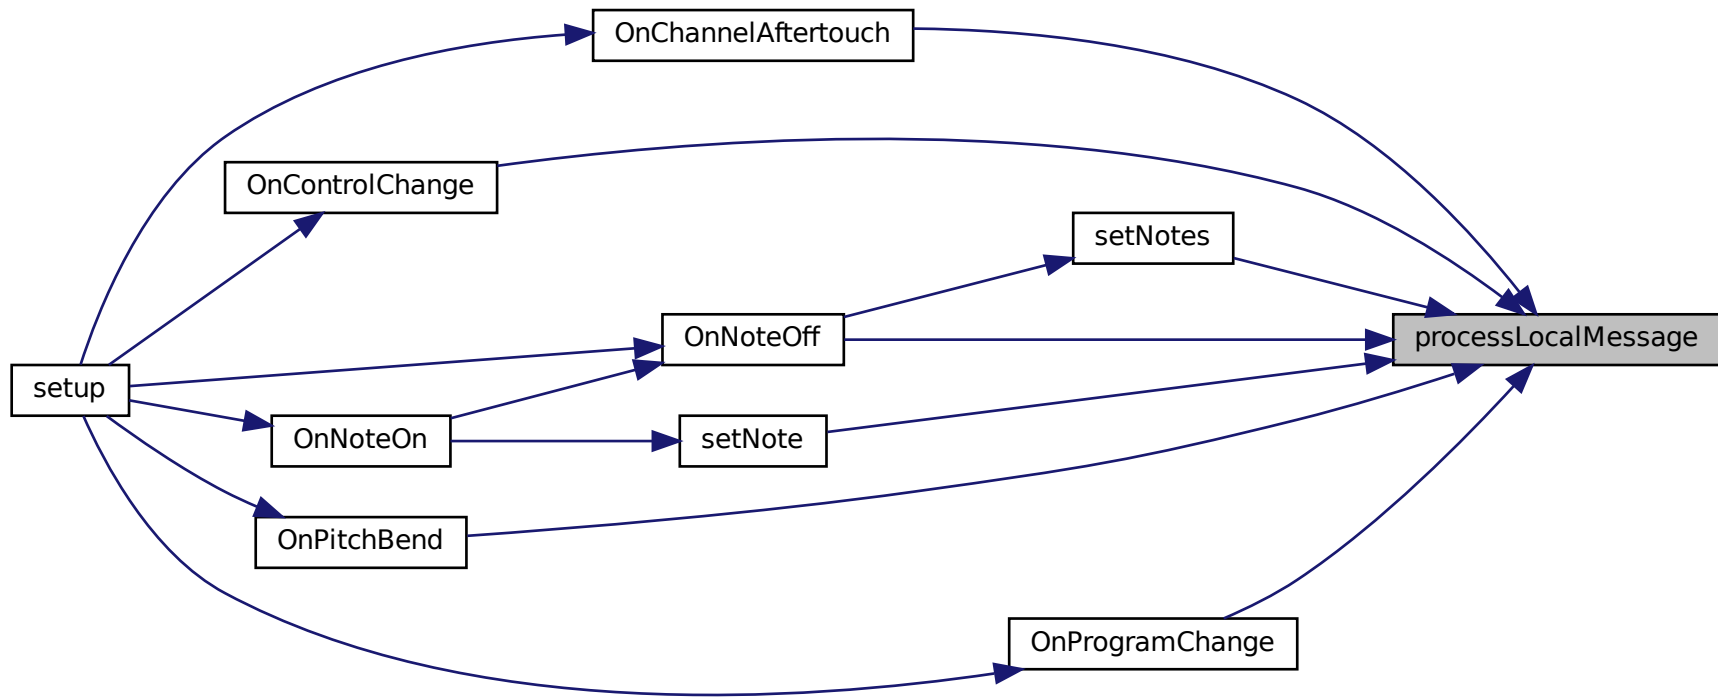 OnChannelAftertouch
OnControlChange
setNotes
OnNoteOff
processLocalMessage
setup
OnNoteOn
setNote
OnPitchBend
OnProgramChange